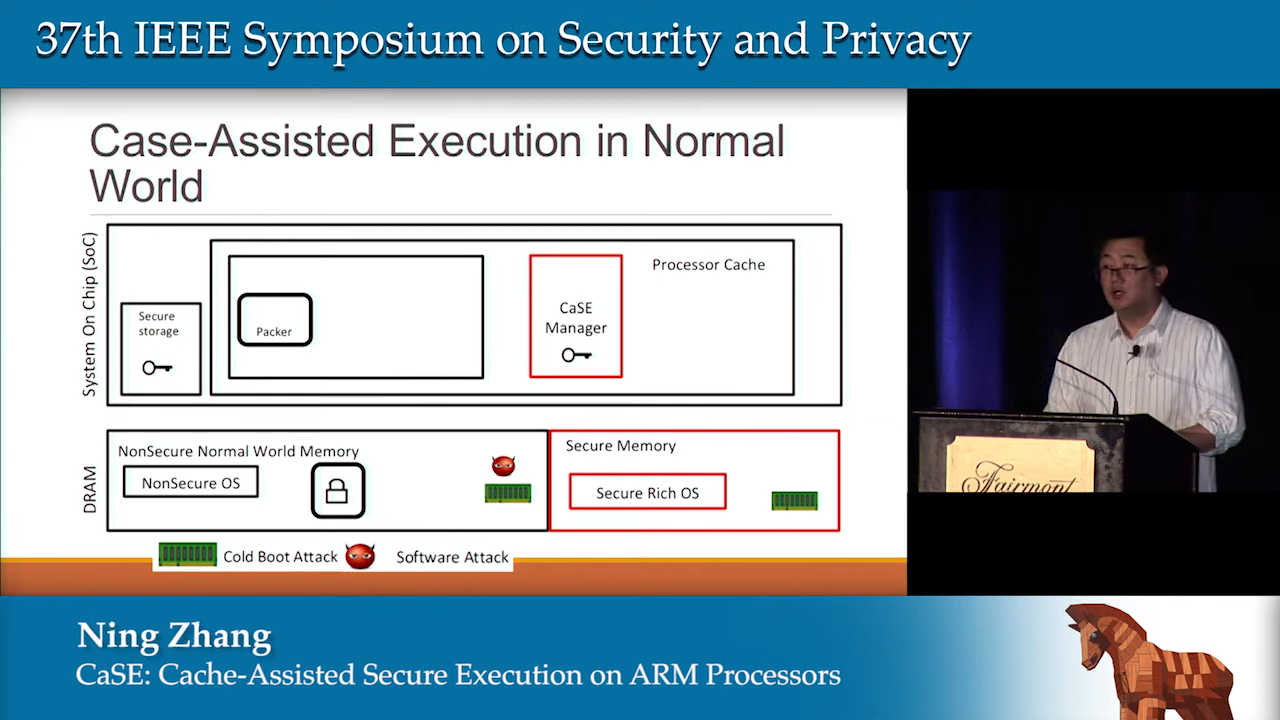 37th IEEE Symposium on Security and Privacy
Case-Assisted Execution in Normal
World
System On Chip (SoC)
Secure
storage
Packer
CaSE
Manager
Processor Cache
DRAM
NonSecure Normal World Memory
NonSecure OS
Secure Memory
Secure Rich OS
Cold Boot Attack
Software Attack
Fairmont
Ning Zhang
CaSE: Cache-Assisted Secure Execution on ARM Processors